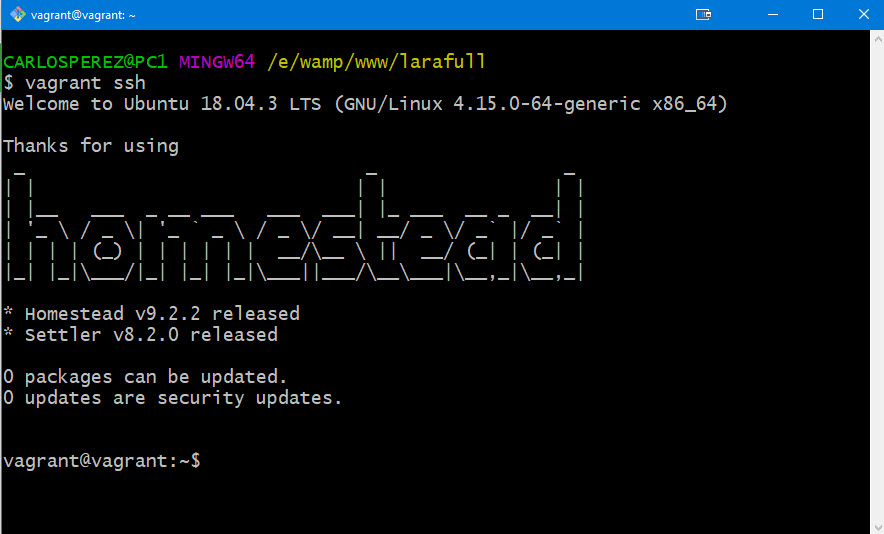 vagrant@vagrant: ~
CARLOSPEREZ@PC1 MINGW64 /e/wamp/www/larafull
$ vagrant ssh
Welcome to Ubuntu 18.04.3 LTS (GNU/Linux 4.15.0-64-generic x86_64)
Thanks for using
homestead
* Homestead v9.2.2 released
* Settler v8.2.0 released
0 packages can be updated.
0 updates are security updates.
vagrant@vagrant:~$